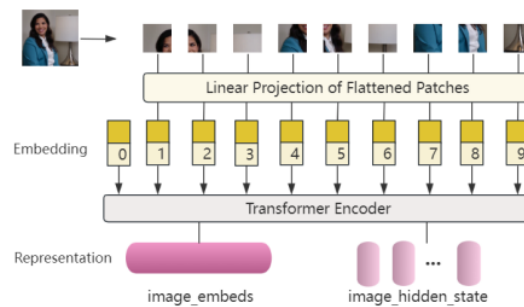 Linear Projection of Flattened Patches
Embedding
0 1 2 3 4 5 6 7 8 9
Transformer Encoder
Representation
...
image_embeds image_hidden_state